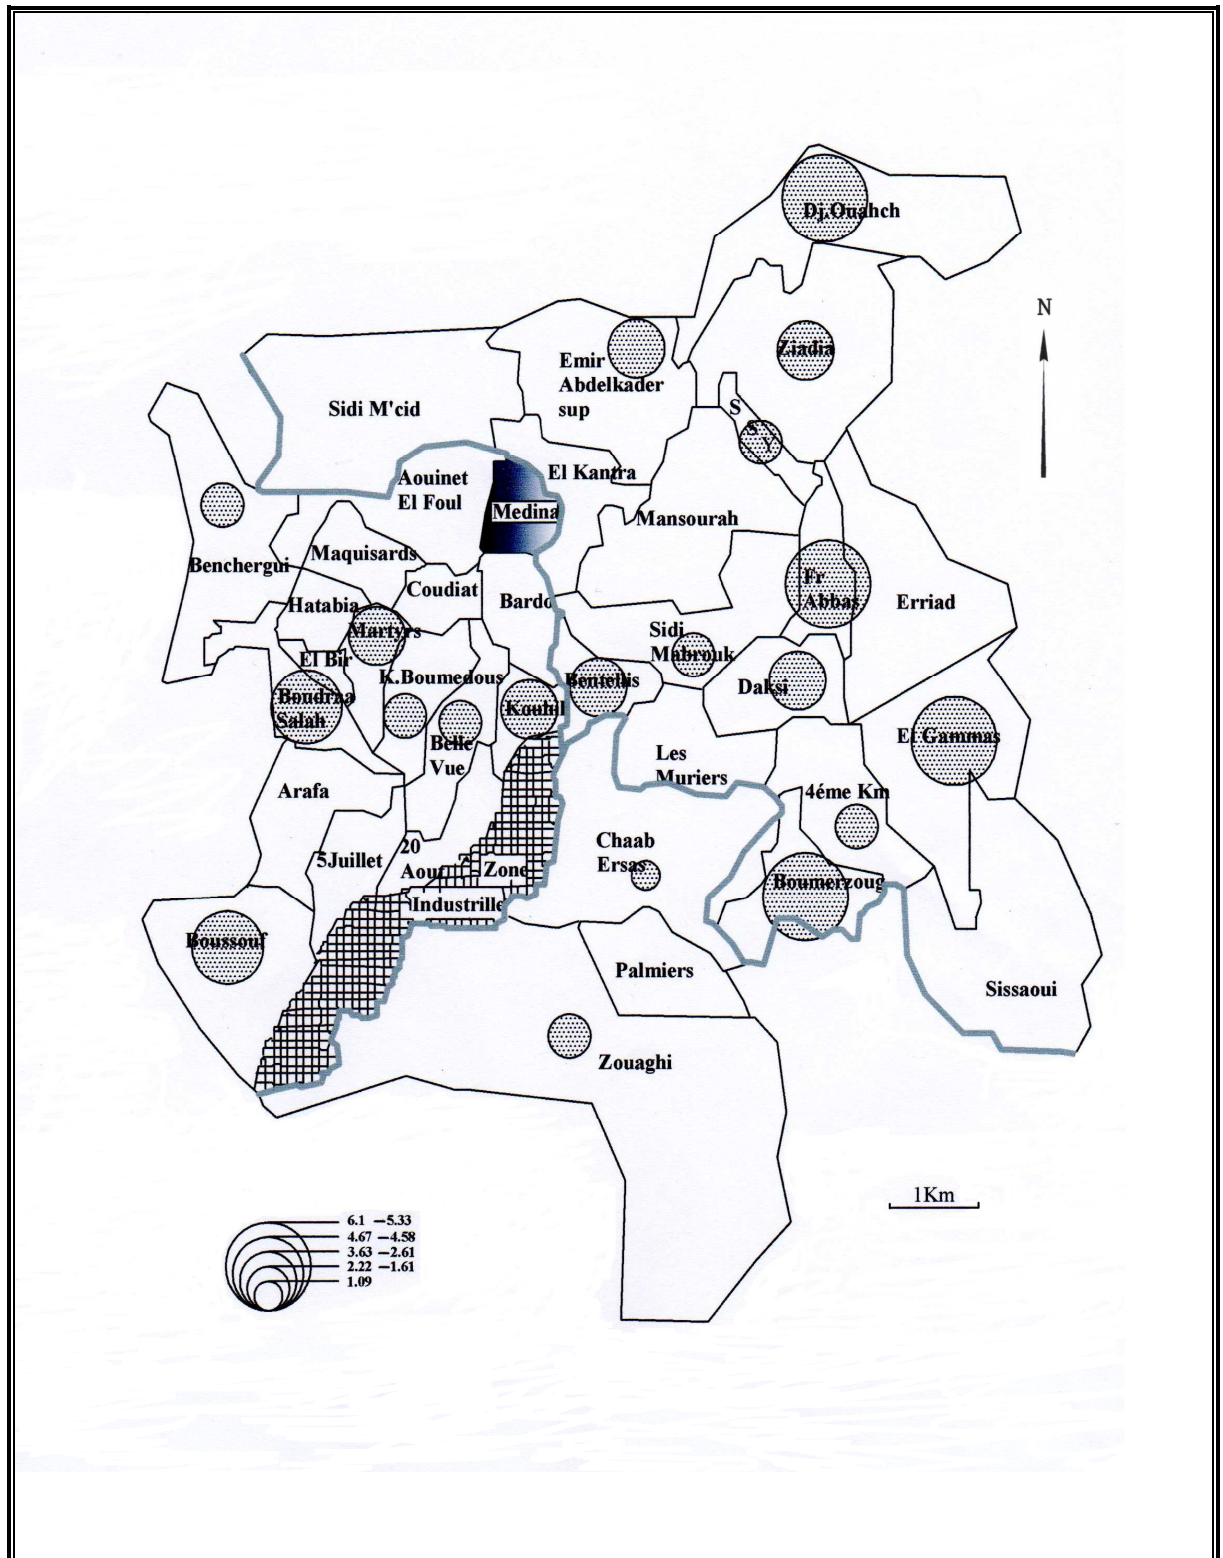 Dj.Ouahch
N
Ziadia
Emir
Abdelkader
sup
Sidi M'cid
S
S
Y
El Kantra
Aouinet
El Foul
Medina
Mansourah
Maquisards
Benchergui
Coudiat
Fr
Abbas
Erriad
Hatabia
Bardo
Martyrs
Sidi
Mabrouk
El Bir
K.Boumedous
Bentellis
Daksi
Boudraa
Salah
Kouhil
El Gammas
Belle
Vue
Les
Muriers
Arafa
4éme Km
5Juillet
20
Aout
Zone
Industrille
Chaab
Ersas
Boumerzoug
Boussouf
Palmiers
Sissaoui
Zouaghi
1Km
6.1 –5.33
4.67 –4.58
3.63 –2.61
2.22 –1.61
1.09